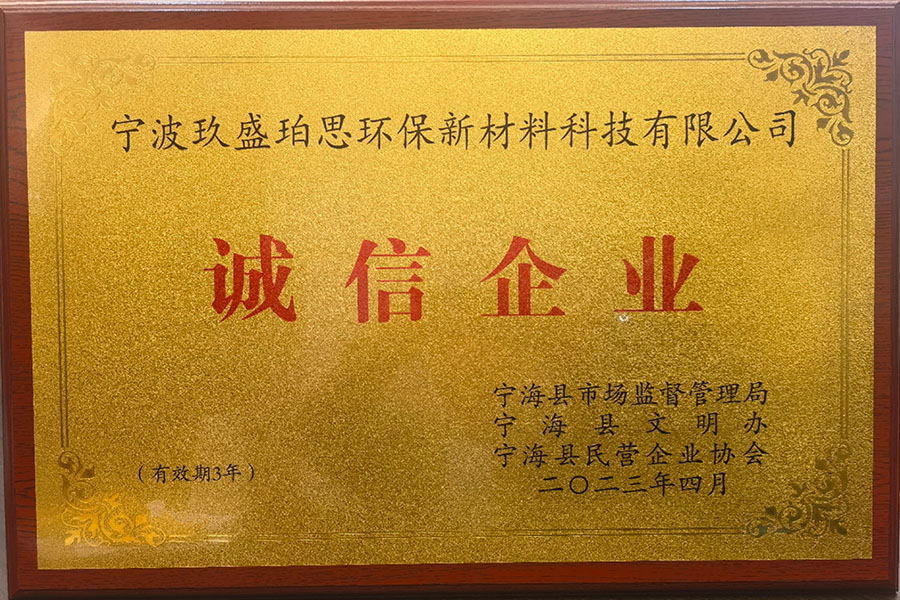 宁波玖盛珀思环保新材料科技有限公司
诚信企业
宁海县市场监督管理局
宁海县文明办
宁海县民营企业协会
(有效期3年)
二〇二三年四月